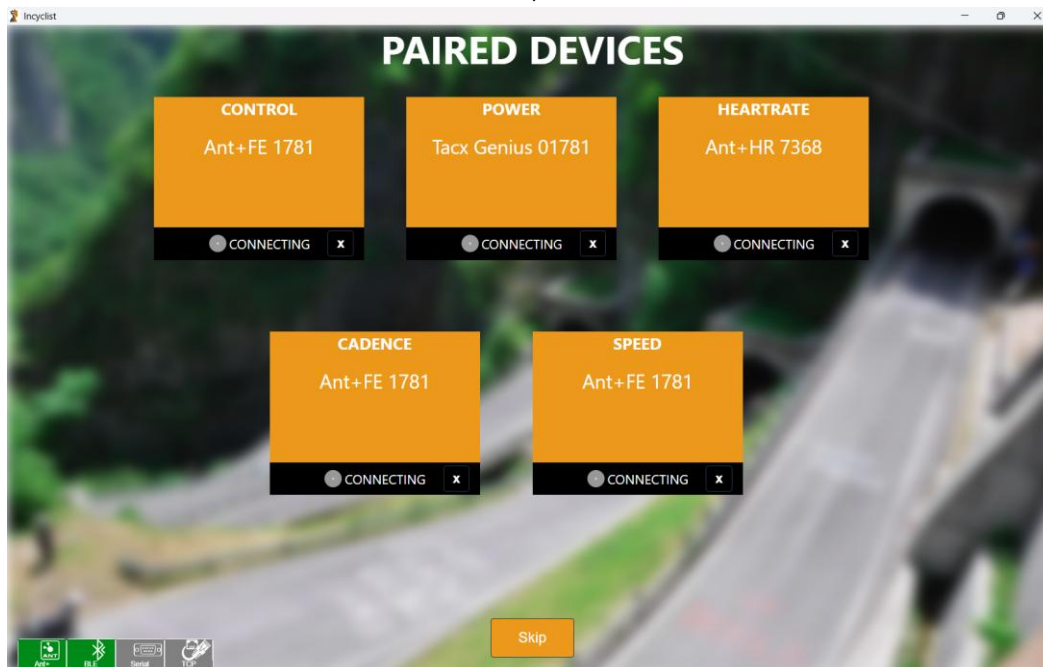 Incyclist
PAIRED DEVICES
CONTROL
Ant+FE 1781
CONNECTING x
POWER
Tacx Genius 01781
CONNECTING x
HEARTRATE
Ant+HR 7368
CONNECTING x
CADENCE
Ant+FE 1781
CONNECTING x
SPEED
Ant+FE 1781
CONNECTING x
Skip
ANT
Ant+
BLE
Serial
TCP